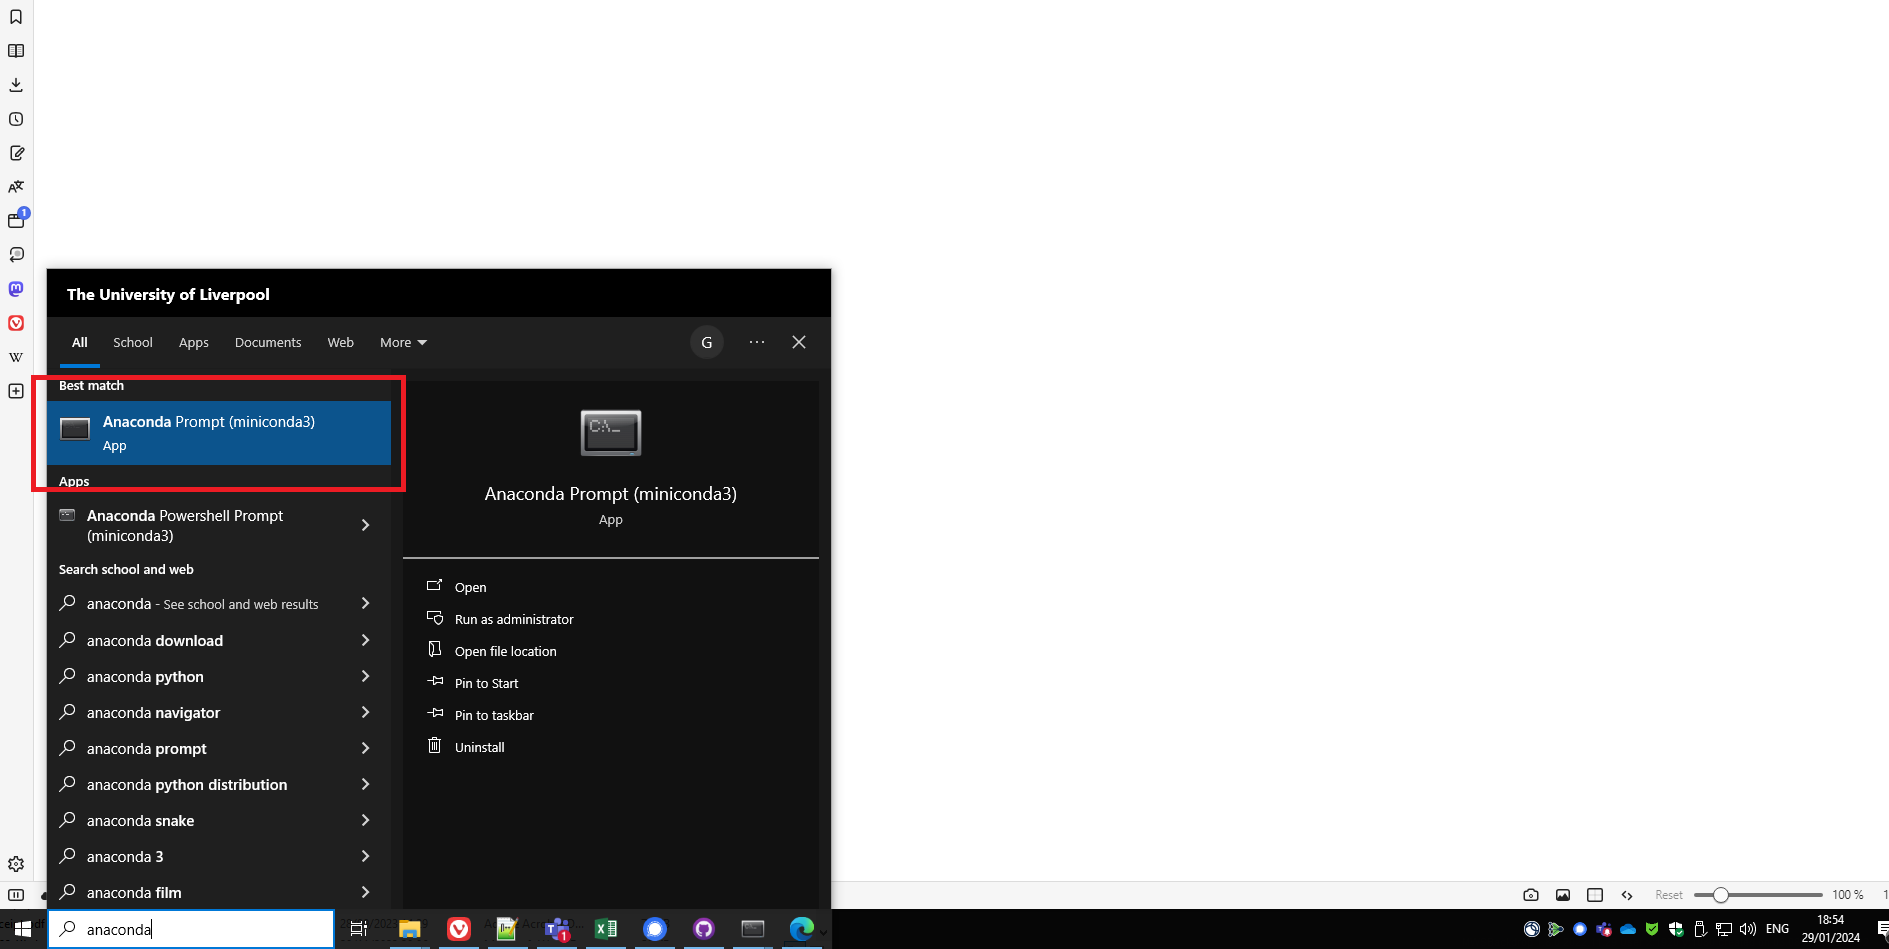 1
W
The University of Liverpool
All School Apps Documents Web More
G
Best match
Anaconda Prompt (miniconda3)
App
Apps
Anaconda Powershell Prompt
(miniconda3)
Search school and web
anaconda - See school and web results
anaconda download
anaconda python
anaconda navigator
anaconda prompt
anaconda python distribution
anaconda snake
anaconda 3
anaconda film
C:\_
Anaconda Prompt (miniconda3)
App
Open
Run as administrator
Open file location
Pin to Start
Pin to taskbar
Uninstall
Reset 100 % 1
anaconda
1
ENG
18:54
29/01/2024